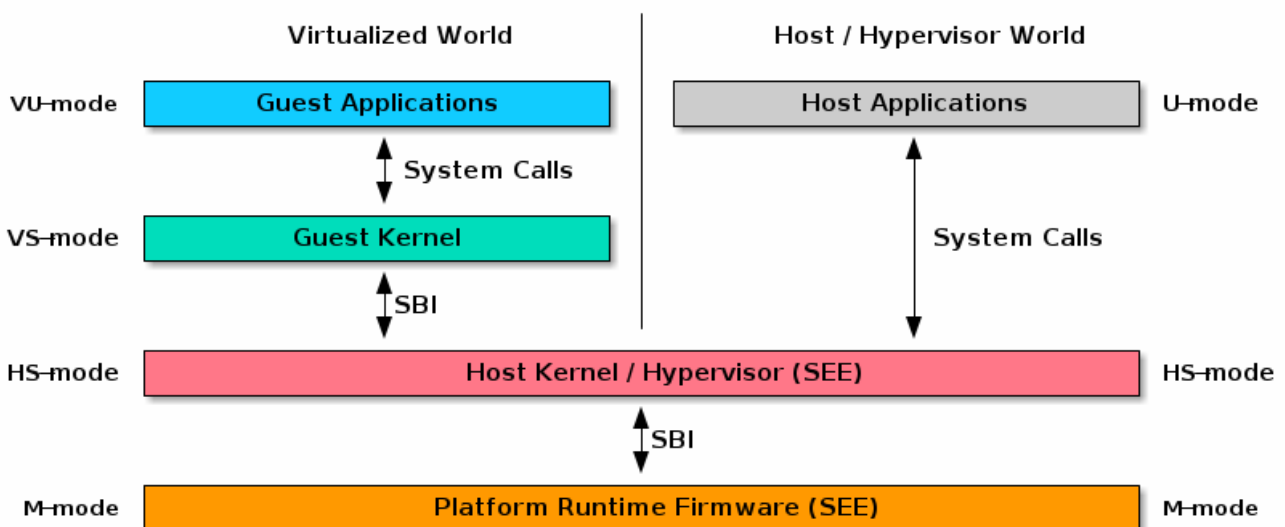 Virtualized World
Host / Hypervisor World
VU-mode
Guest Applications
Host Applications
U-mode
System Calls
VS-mode
Guest Kernel
System Calls
SBI
HS-mode
Host Kernel / Hypervisor (SEE)
HS-mode
SBI
M-mode
Platform Runtime Firmware (SEE)
M-mode